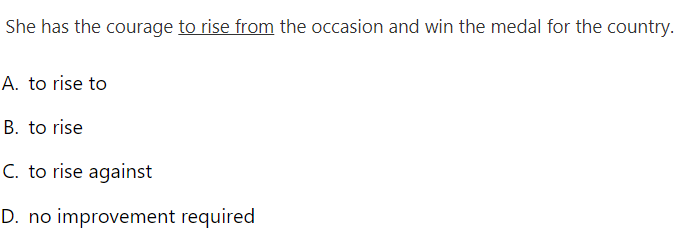 She has the courage to rise from the occasion and win the medal for the country.
A. to rise to
B. to rise
C. to rise against
D. no improvement required